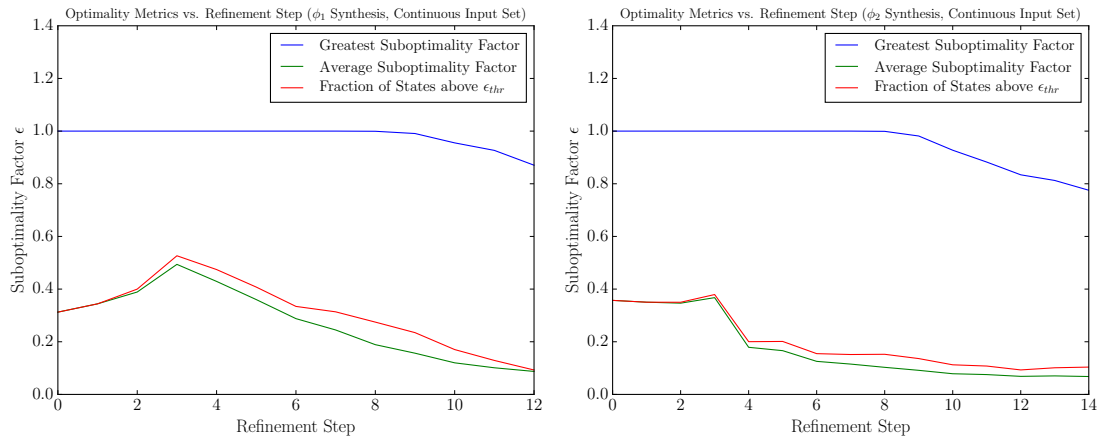 Optimality Metrics vs. Refinement Step (ϕ₁ Synthesis, Continuous Input Set)
1.4
1.2
1.0
0.8
0.6
0.4
0.2
0.0
Suboptimality Factor ϵ
Greatest Suboptimality Factor
Average Suboptimality Factor
Fraction of States above ϵₜₕᵣ
0 2 4 6 8 10 12
Refinement Step
Optimality Metrics vs. Refinement Step (ϕ₂ Synthesis, Continuous Input Set)
1.4
1.2
1.0
0.8
0.6
0.4
0.2
0.0
Suboptimality Factor ϵ
Greatest Suboptimality Factor
Average Suboptimality Factor
Fraction of States above ϵₜₕᵣ
0 2 4 6 8 10 12 14
Refinement Step